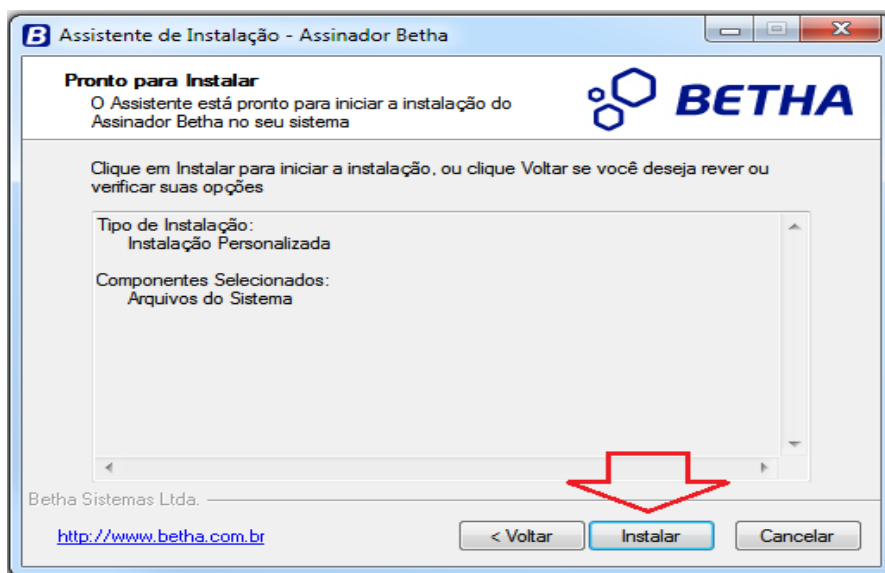 B Assistente de Instalação - Assinador Betha
Pronto para Instalar
O Assistente está pronto para iniciar a instalação do
Assinador Betha no seu sistema
BETHA
Clique em Instalar para iniciar a instalação, ou clique Voltar se você deseja rever ou
verificar suas opções
Tipo de Instalação:
Instalação Personalizada
Componentes Selecionados:
Arquivos do Sistema
Betha Sistemas Ltda.
http://www.betha.com.br
< Voltar
Instalar
Cancelar